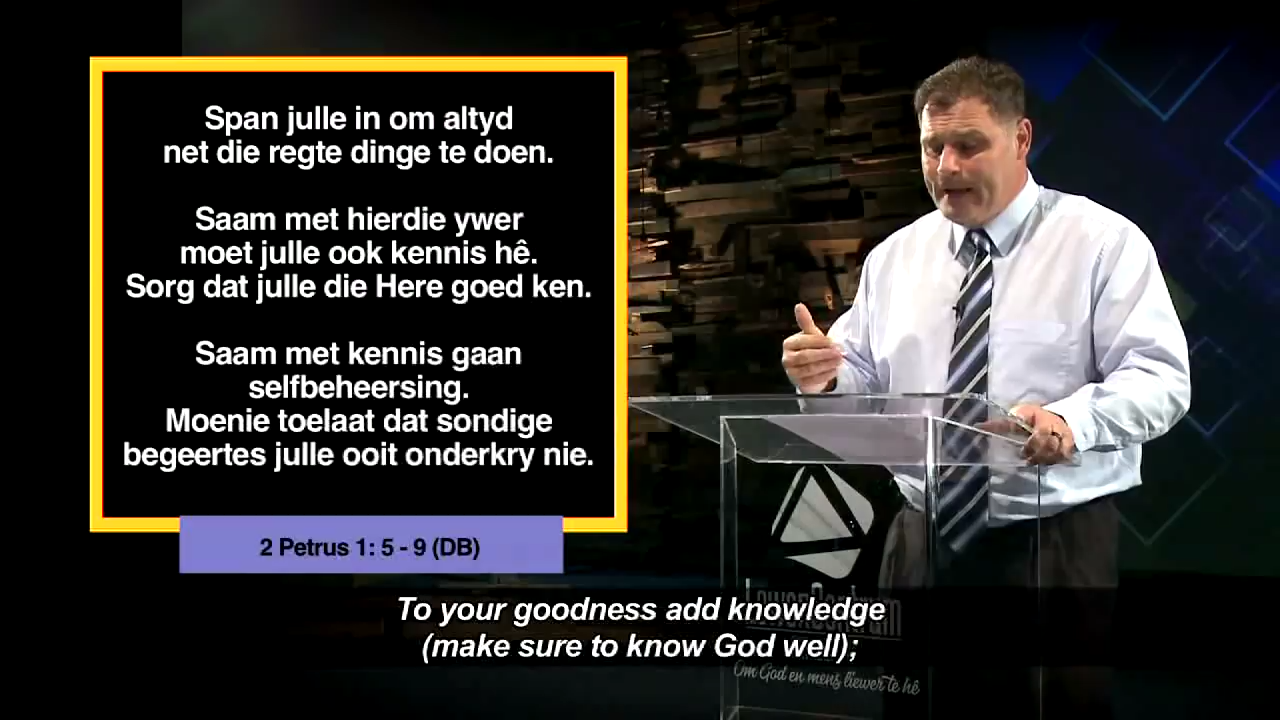 Span julle in om altyd
net die regte dinge te doen.
Saam met hierdie ywer
moet julle ook kennis hê.
Sorg dat julle die Here goed ken.
Saam met kennis gaan
selfbeheersing.
Moenie toelaat dat sondige
begeertes julle ooit onderkry nie.
2 Petrus 1: 5 - 9 (DB)
To your goodness add knowledge
(make sure to know God well);
Om God en mens liewer te hê